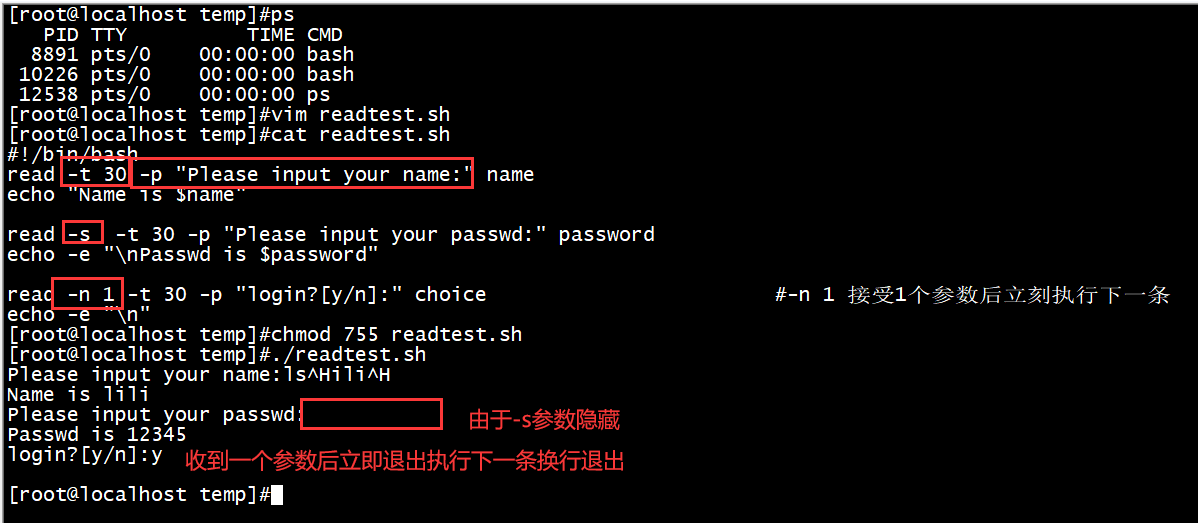 [root@localhost temp]#ps
PID TTY TIME CMD
8891 pts/0 00:00:00 bash
10226 pts/0 00:00:00 bash
12538 pts/0 00:00:00 ps
[root@localhost temp]#vim readtest.sh
[root@localhost temp]#cat readtest.sh
#!/bin/bash
read -t 30 -p "Please input your name:" name
echo "Name is $name"
read -s -t 30 -p "Please input your passwd:" password
echo -e "\nPasswd is $password"
read -n 1 -t 30 -p "login?[y/n]:" choice #-n 1 接受1个参数后立刻执行下一条
echo -e "\n"
[root@localhost temp]#chmod 755 readtest.sh
[root@localhost temp]#./readtest.sh
Please input your name:ls^Hili^H
Name is lili
Please input your passwd: 由于-s参数隐藏
Passwd is 12345
login?[y/n]:y 收到一个参数后立即退出执行下一条换行退出
[root@localhost temp]#